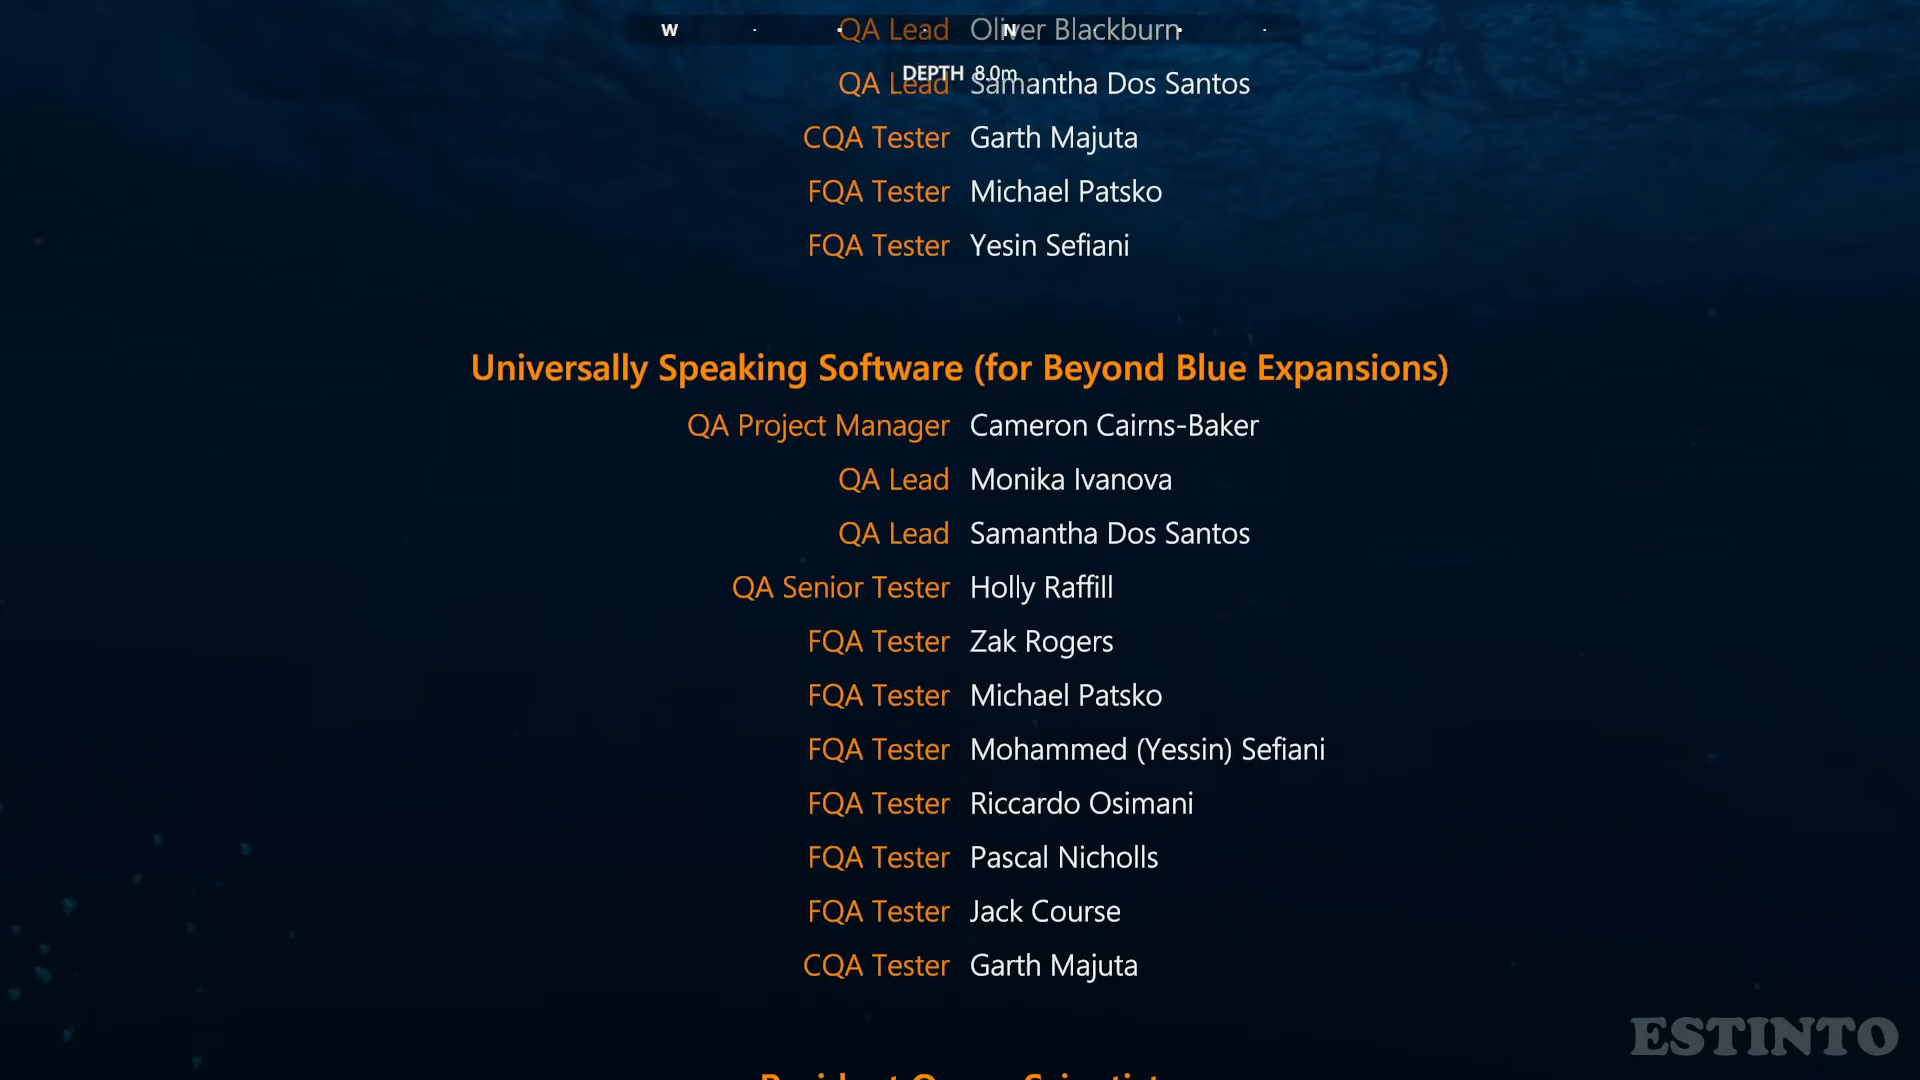 W N
QA Lead Oliver Blackburn
DEPTH 8.0m
QA Lead Samantha Dos Santos
CQA Tester Garth Majuta
FQA Tester Michael Patsko
FQA Tester Yesin Sefiani
Universally Speaking Software (for Beyond Blue Expansions)
QA Project Manager Cameron Cairns-Baker
QA Lead Monika Ivanova
QA Lead Samantha Dos Santos
QA Senior Tester Holly Raffill
FQA Tester Zak Rogers
FQA Tester Michael Patsko
FQA Tester Mohammed (Yessin) Sefiani
FQA Tester Riccardo Osimani
FQA Tester Pascal Nicholls
FQA Tester Jack Course
CQA Tester Garth Majuta
ESTINTO